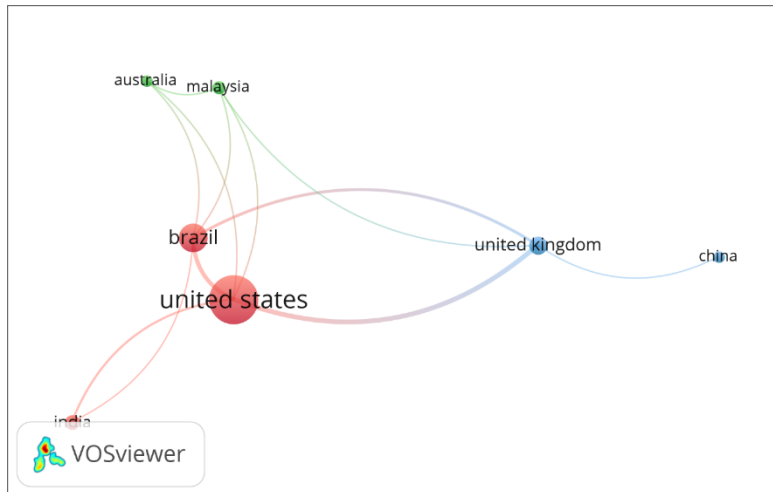 australia
malaysia
brazil
united kingdom
china
united states
india
VOSviewer